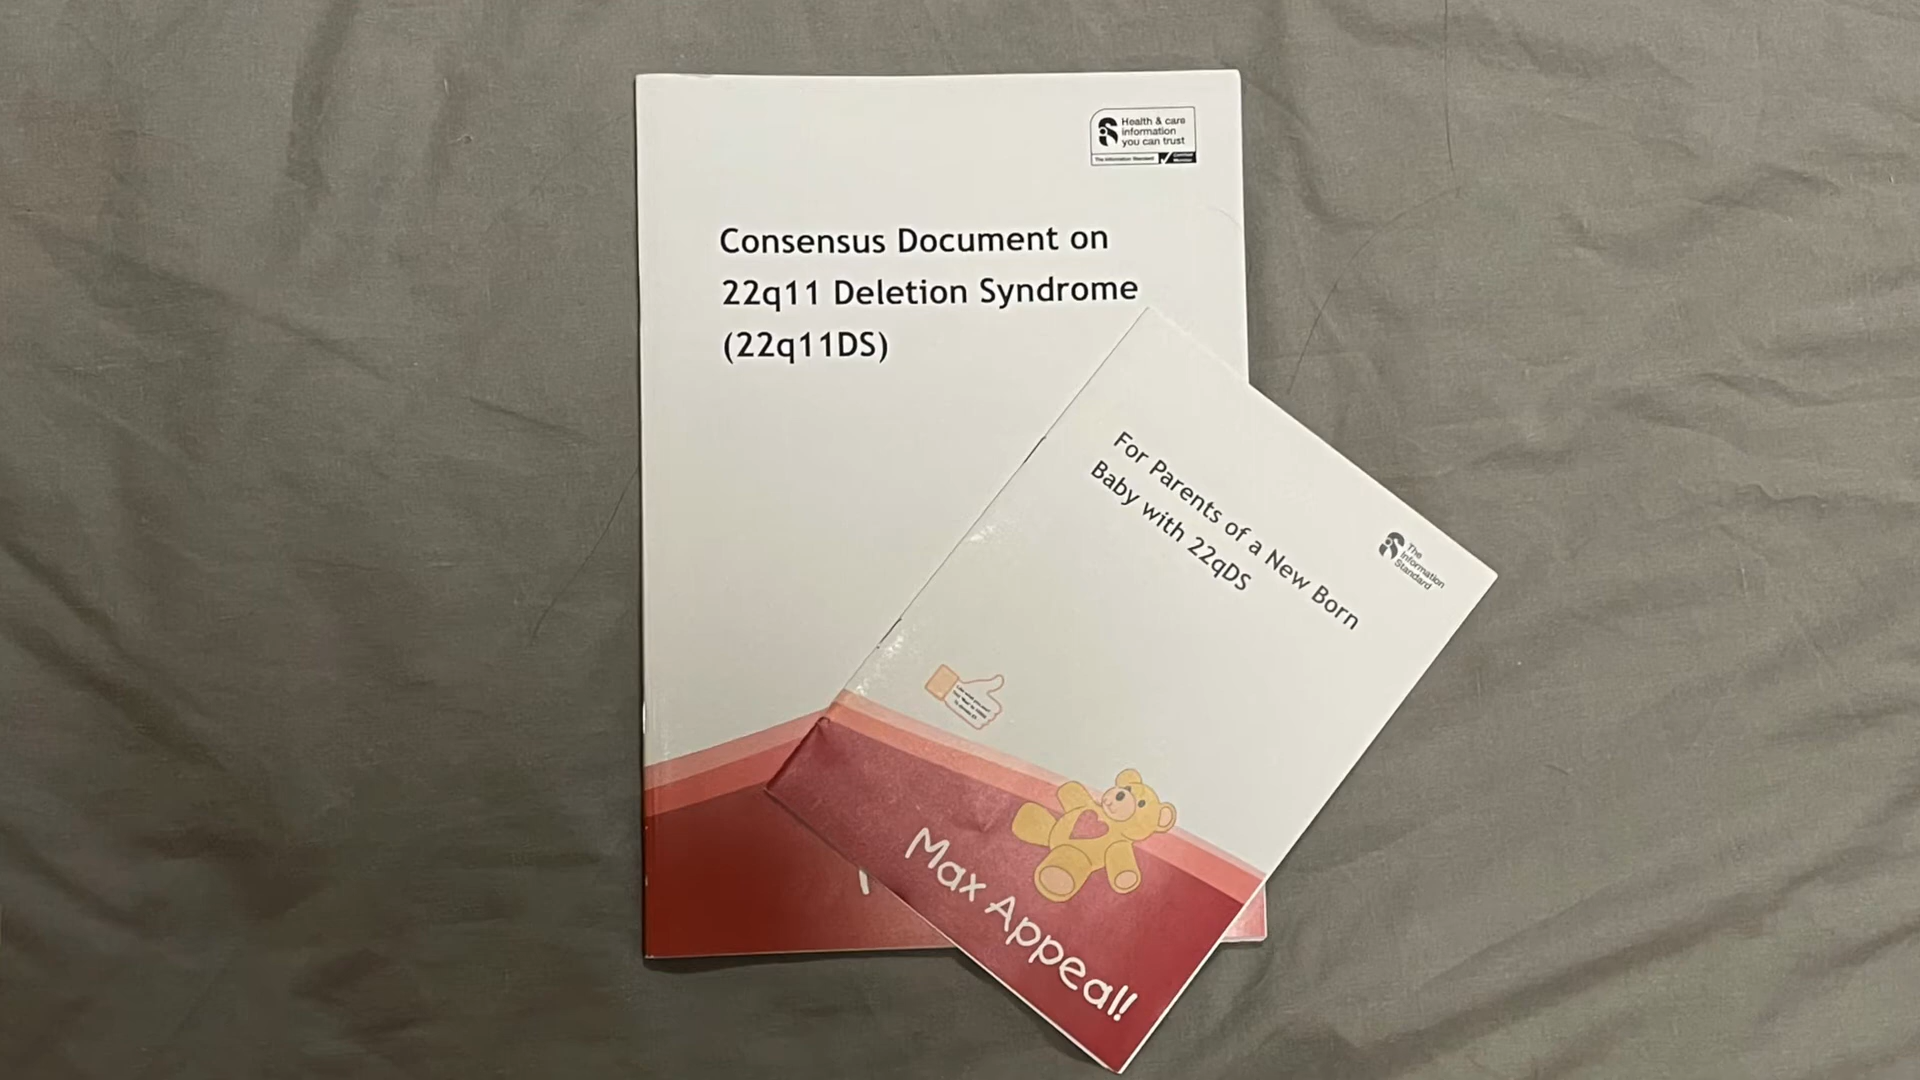 Health & care
information
you can trust
The Information Standard
Consensus Document on
22q11 Deletion Syndrome
(22q11DS)
For Parents of a New Born
Baby with 22qDS
The
Information
Standard
Max Appeal!